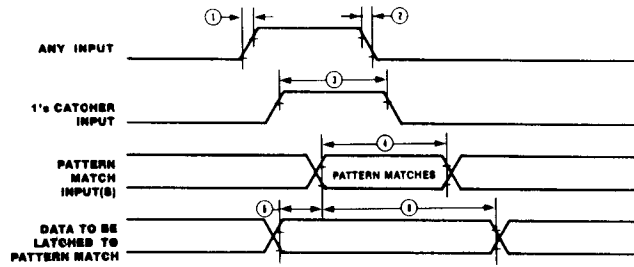 1
2
ANY INPUT
3
1's CATCHER
INPUT
4
PATTERN
MATCH
INPUT(S)
PATTERN MATCHES
5
6
DATA TO BE
LATCHED TO
PATTERN MATCH